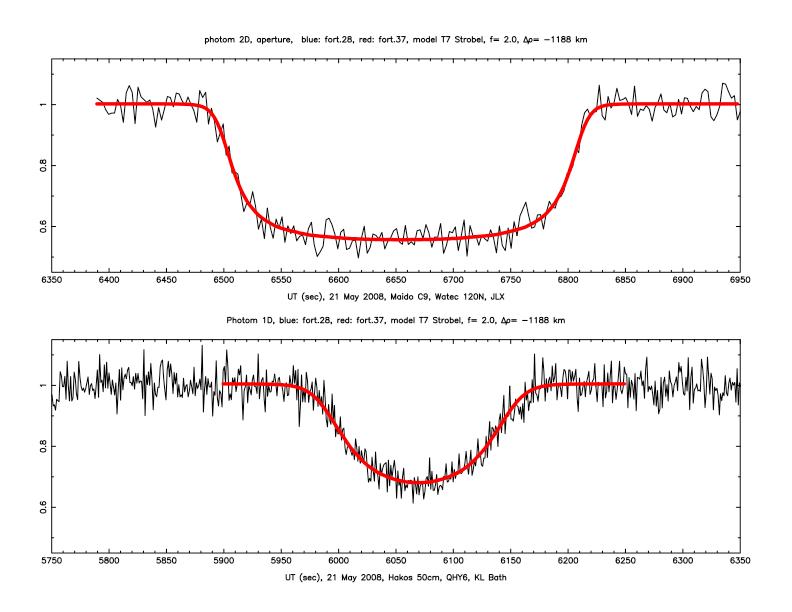 photom 2D, aperture, blue: fort.28, red: fort.37, model T7 Strobel, f= 2.0, Δρ= −1188 km
1
0.8
0.6
6350 6400 6450 6500 6550 6600 6650 6700 6750 6800 6850 6900 6950
UT (sec), 21 May 2008, Maido C9, Watec 120N, JLX
Photom 1D, blue: fort.28, red: fort.37, model T7 Strobel, f= 2.0, Δρ= −1188 km
1
0.8
0.6
5750 5800 5850 5900 5950 6000 6050 6100 6150 6200 6250 6300 6350
UT (sec), 21 May 2008, Hakos 50cm, QHY6, KL Bath